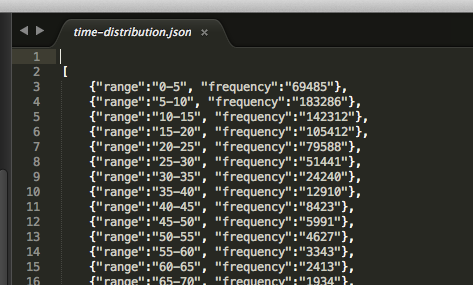 time-distribution.json ×
1
2 [
3 {"range":"0-5", "frequency":"69485"},
4 {"range":"5-10", "frequency":"183286"},
5 {"range":"10-15", "frequency":"142312"},
6 {"range":"15-20", "frequency":"105412"},
7 {"range":"20-25", "frequency":"79588"},
8 {"range":"25-30", "frequency":"51441"},
9 {"range":"30-35", "frequency":"24240"},
10 {"range":"35-40", "frequency":"12910"},
11 {"range":"40-45", "frequency":"8423"},
12 {"range":"45-50", "frequency":"5991"},
13 {"range":"50-55", "frequency":"4627"},
14 {"range":"55-60", "frequency":"3343"},
15 {"range":"60-65", "frequency":"2413"},
16 {"range":"65-70", "frequency":"1934"},